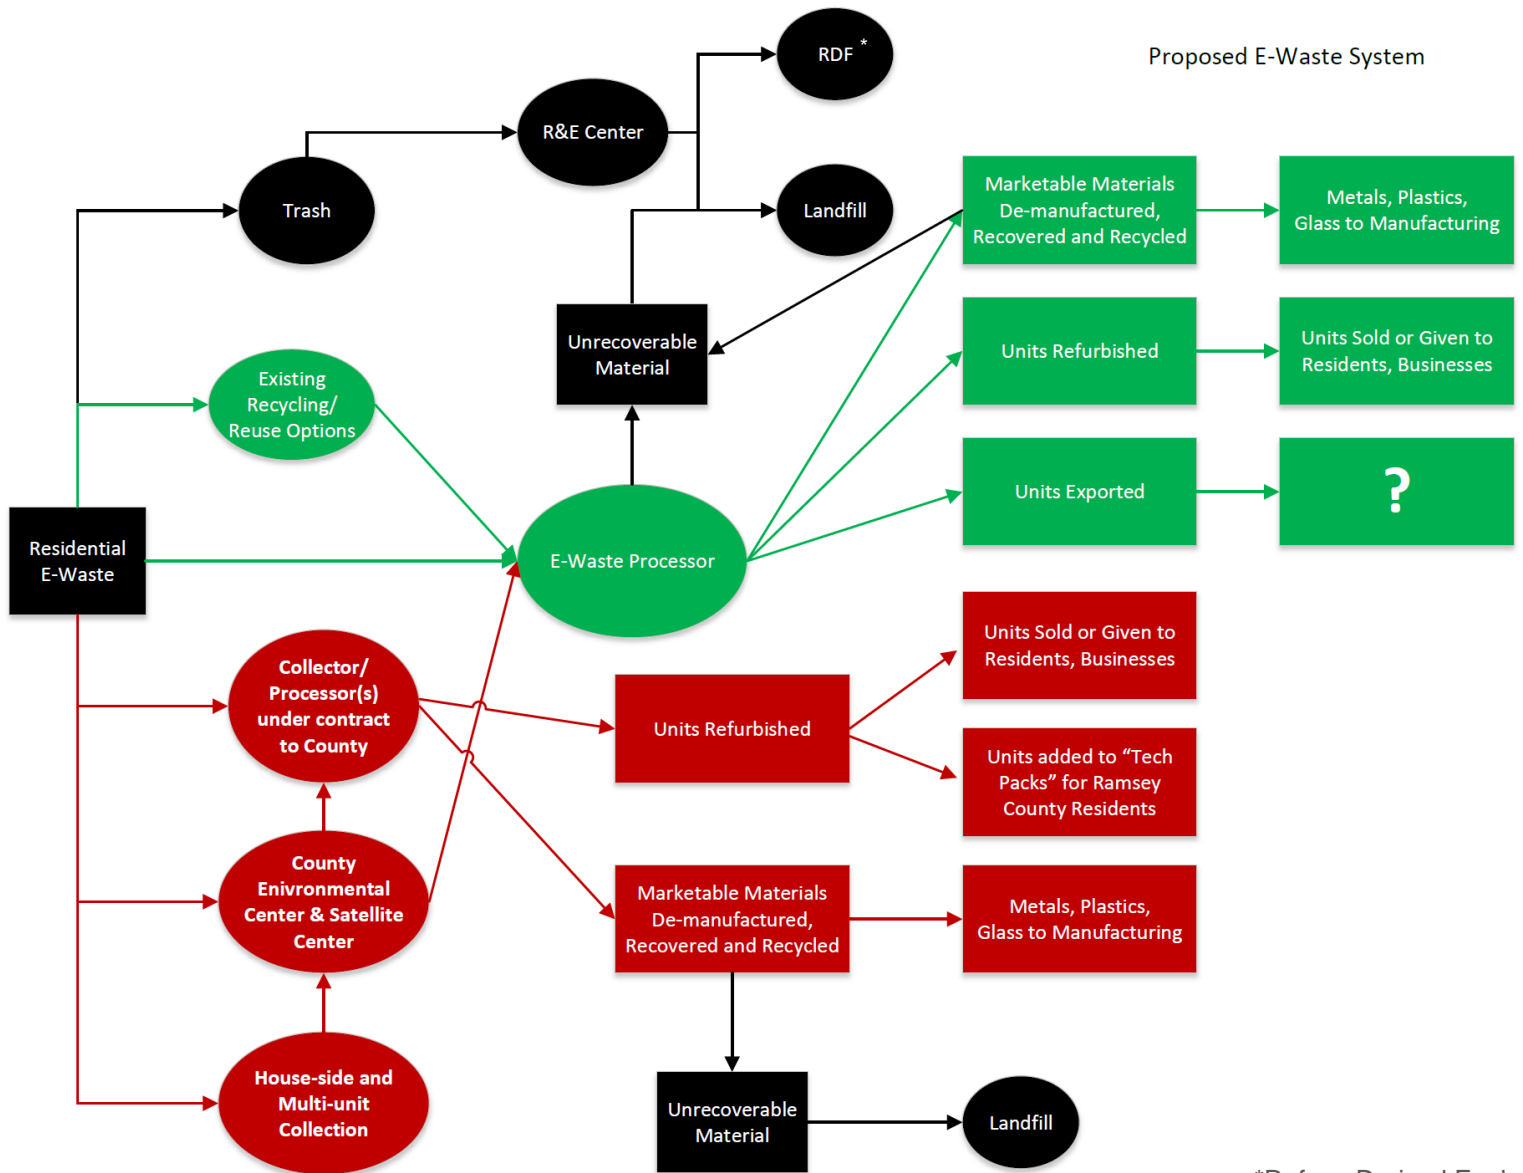 RDF *
Proposed E-Waste System
R&E Center
Trash
Landfill
Marketable Materials
De-manufactured,
Recovered and Recycled
Metals, Plastics,
Glass to Manufacturing
Unrecoverable
Material
Units Refurbished
Units Sold or Given to
Residents, Businesses
Existing
Recycling/
Reuse Options
Units Exported
?
Residential
E-Waste
E-Waste Processor
Collector/
Processor(s)
under contract
to County
Units Refurbished
Units Sold or Given to
Residents, Businesses
Units added to “Tech
Packs” for Ramsey
County Residents
County
Enivronmental
Center & Satellite
Center
Marketable Materials
De-manufactured,
Recovered and Recycled
Metals, Plastics,
Glass to Manufacturing
House-side and
Multi-unit
Collection
Unrecoverable
Material
Landfill